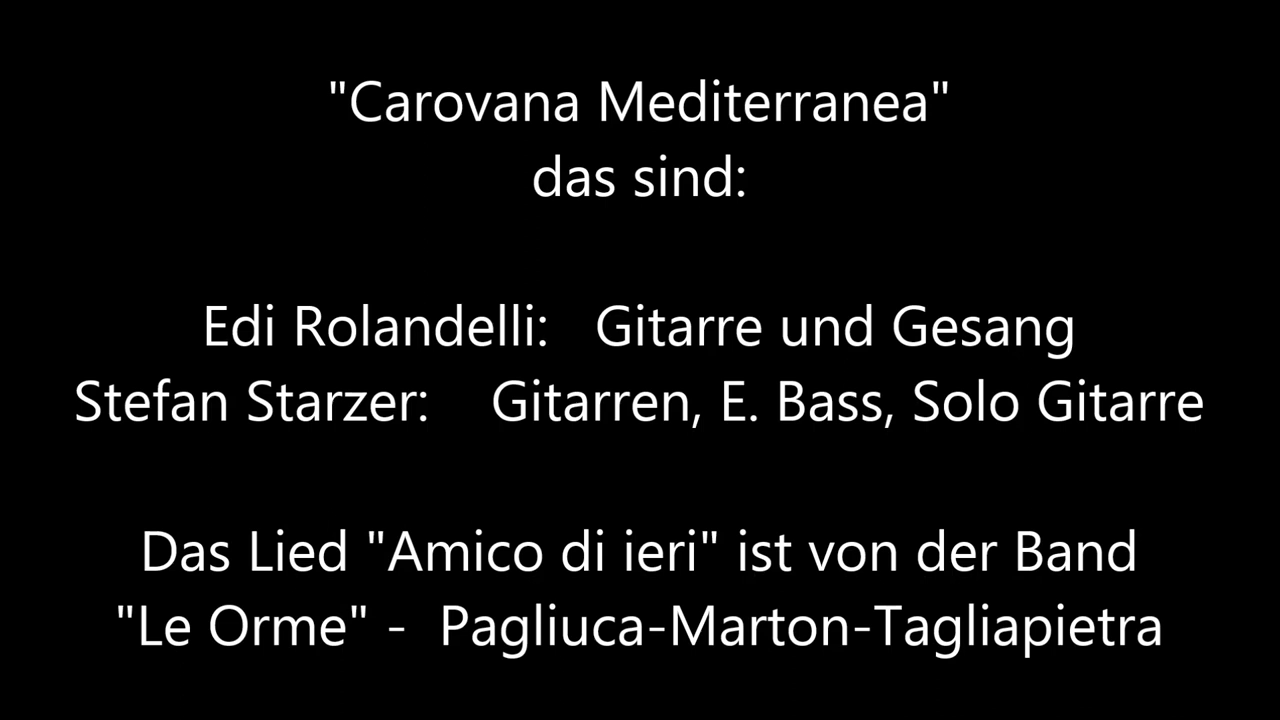 "Carovana Mediterranea"
das sind:
Edi Rolandelli: Gitarre und Gesang
Stefan Starzer: Gitarren, E. Bass, Solo Gitarre
Das Lied "Amico di ieri" ist von der Band
"Le Orme" - Pagliuca-Marton-Tagliapietra